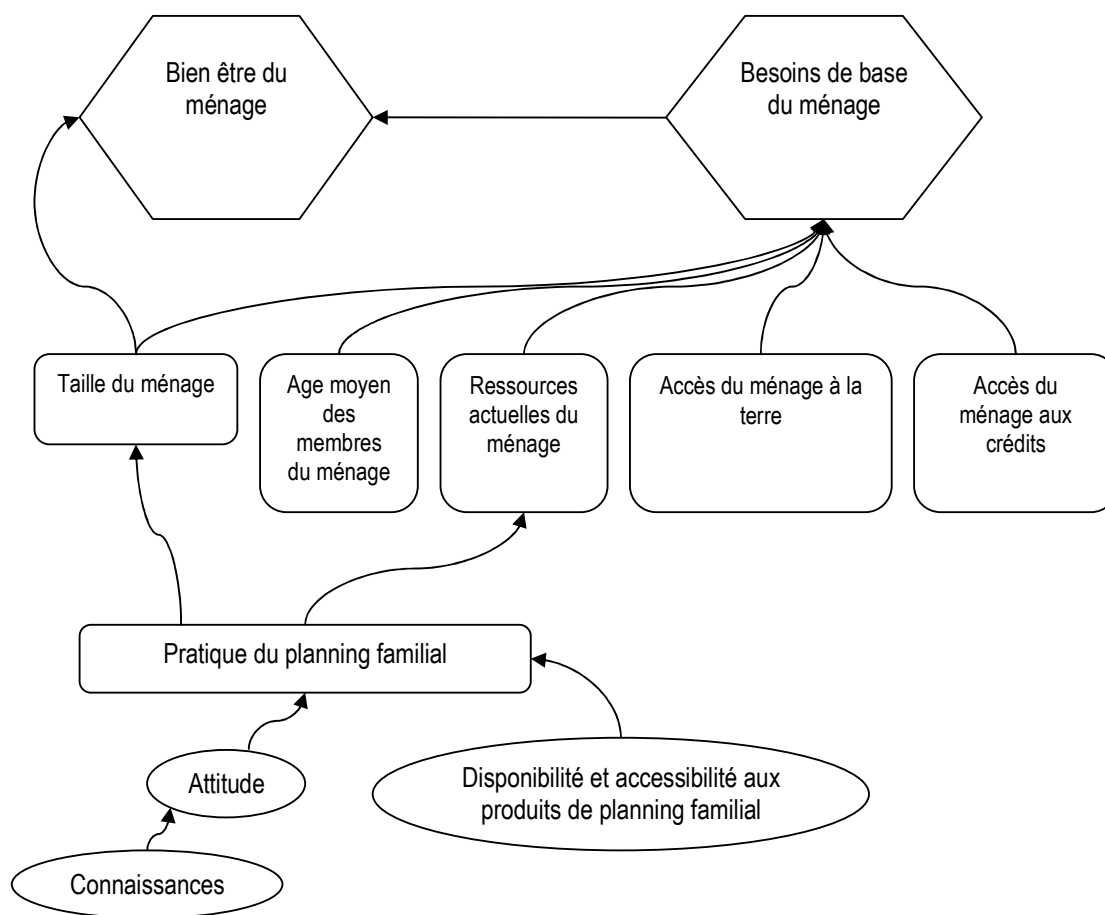 Bien être du
ménage
Besoins de base
du ménage
Taille du ménage
Age moyen
des
membres
du ménage
Ressources
actuelles du
ménage
Accès du ménage à la
terre
Accès du
ménage aux
crédits
Pratique du planning familial
Attitude
Disponibilité et accessibilité aux
produits de planning familial
Connaissances